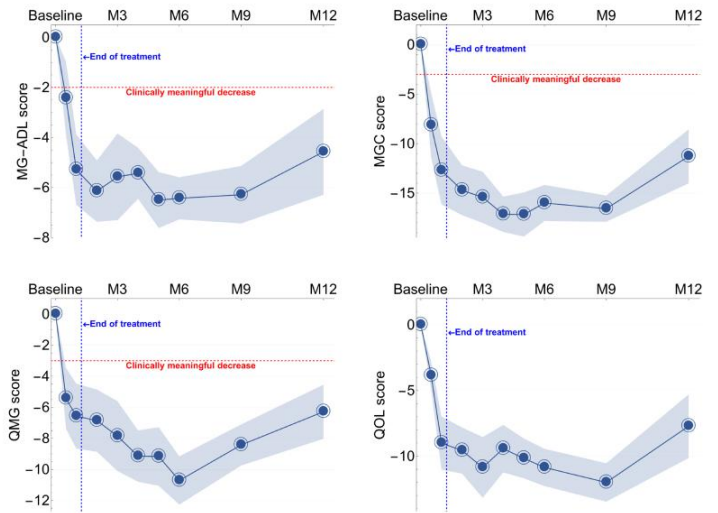 Baseline M3 M6 M9 M12
0
←End of treatment
−2
Clinically meaningful decrease
−4
−6
−8
MG−ADL score
Baseline M3 M6 M9 M12
0
←End of treatment
Clinically meaningful decrease
−5
−10
−15
MGC score
Baseline M3 M6 M9 M12
0
←End of treatment
−2
Clinically meaningful decrease
−4
−6
−8
−10
−12
QMG score
Baseline M3 M6 M9 M12
0
←End of treatment
−5
−10
QOL score